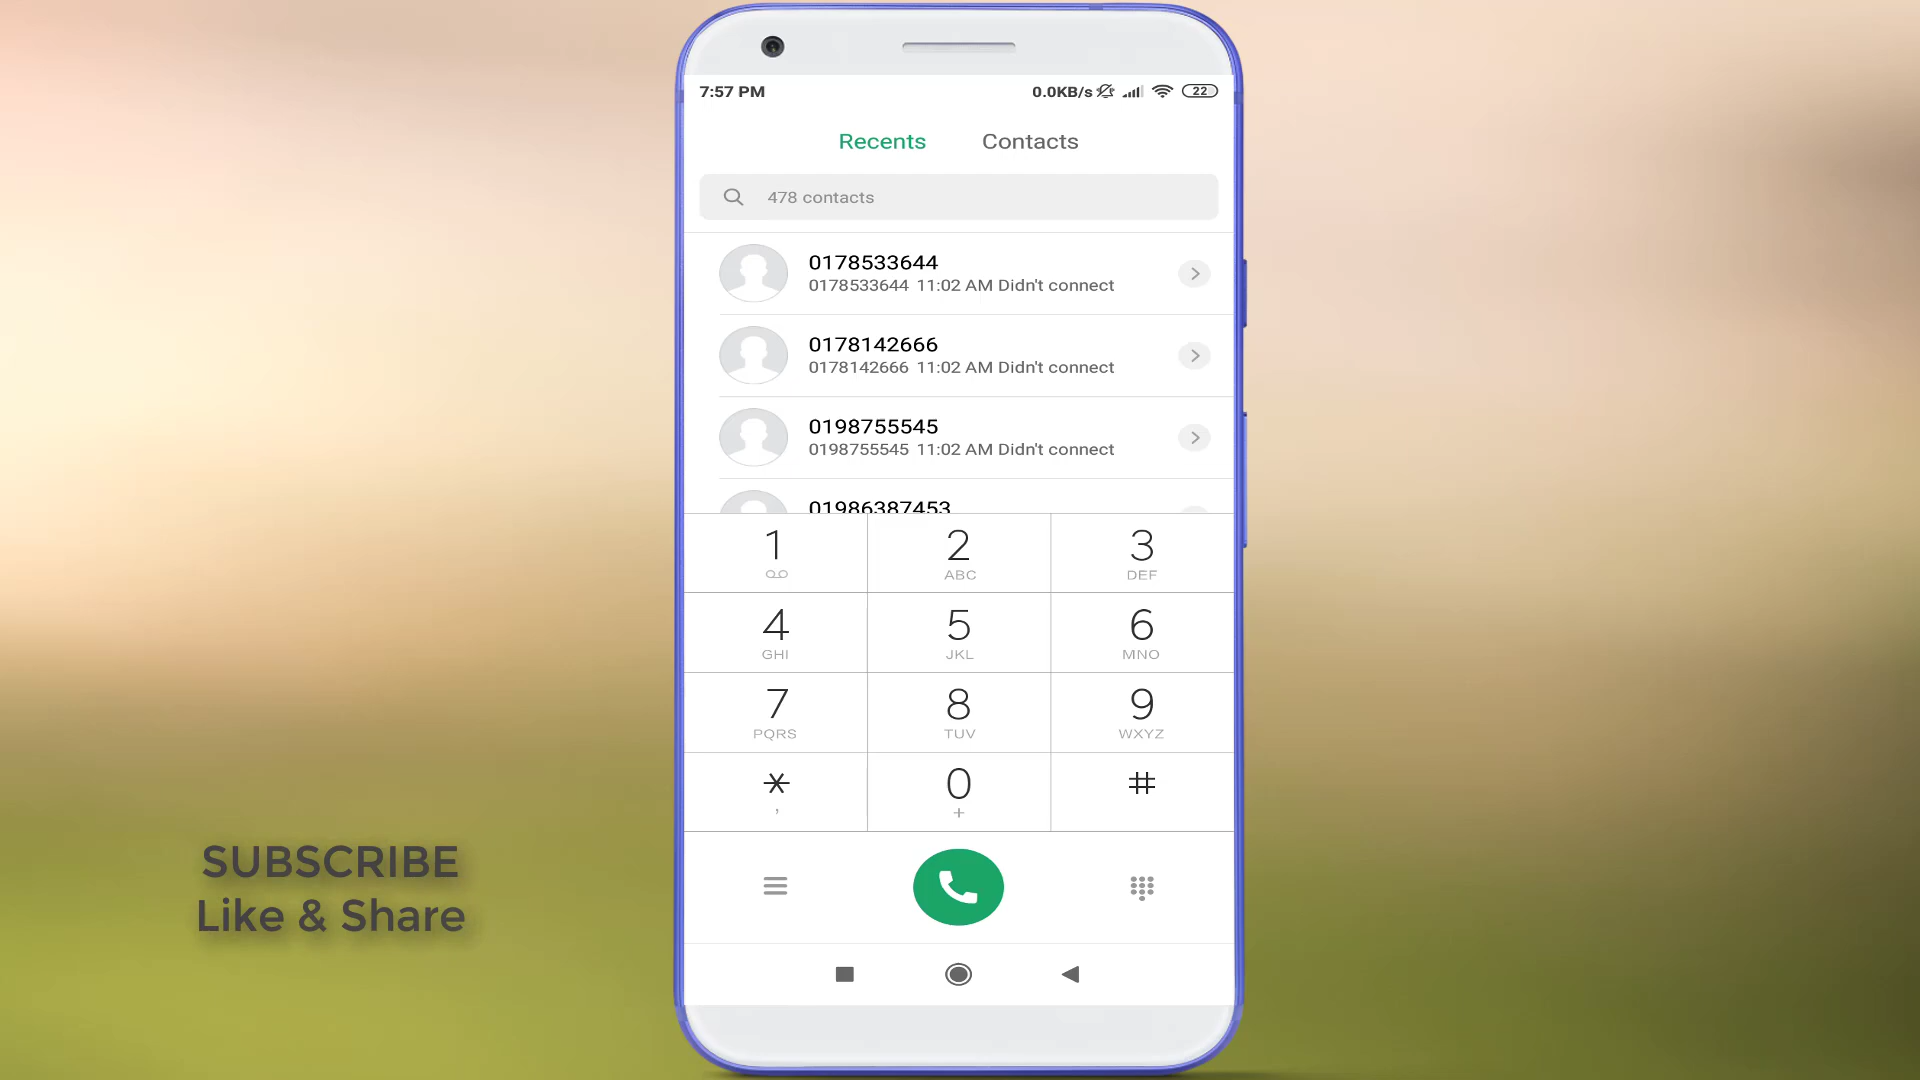 7:57 PM 0.0KB/s 22
Recents Contacts
478 contacts
0178533644
0178533644 11:02 AM Didn't connect
0178142666
0178142666 11:02 AM Didn't connect
0198755545
0198755545 11:02 AM Didn't connect
01986387453
1 2 3
ABC DEF
4 5 6
GHI JKL MNO
7 8 9
PQRS TUV WXYZ
* 0 #
, +
SUBSCRIBE
Like & Share